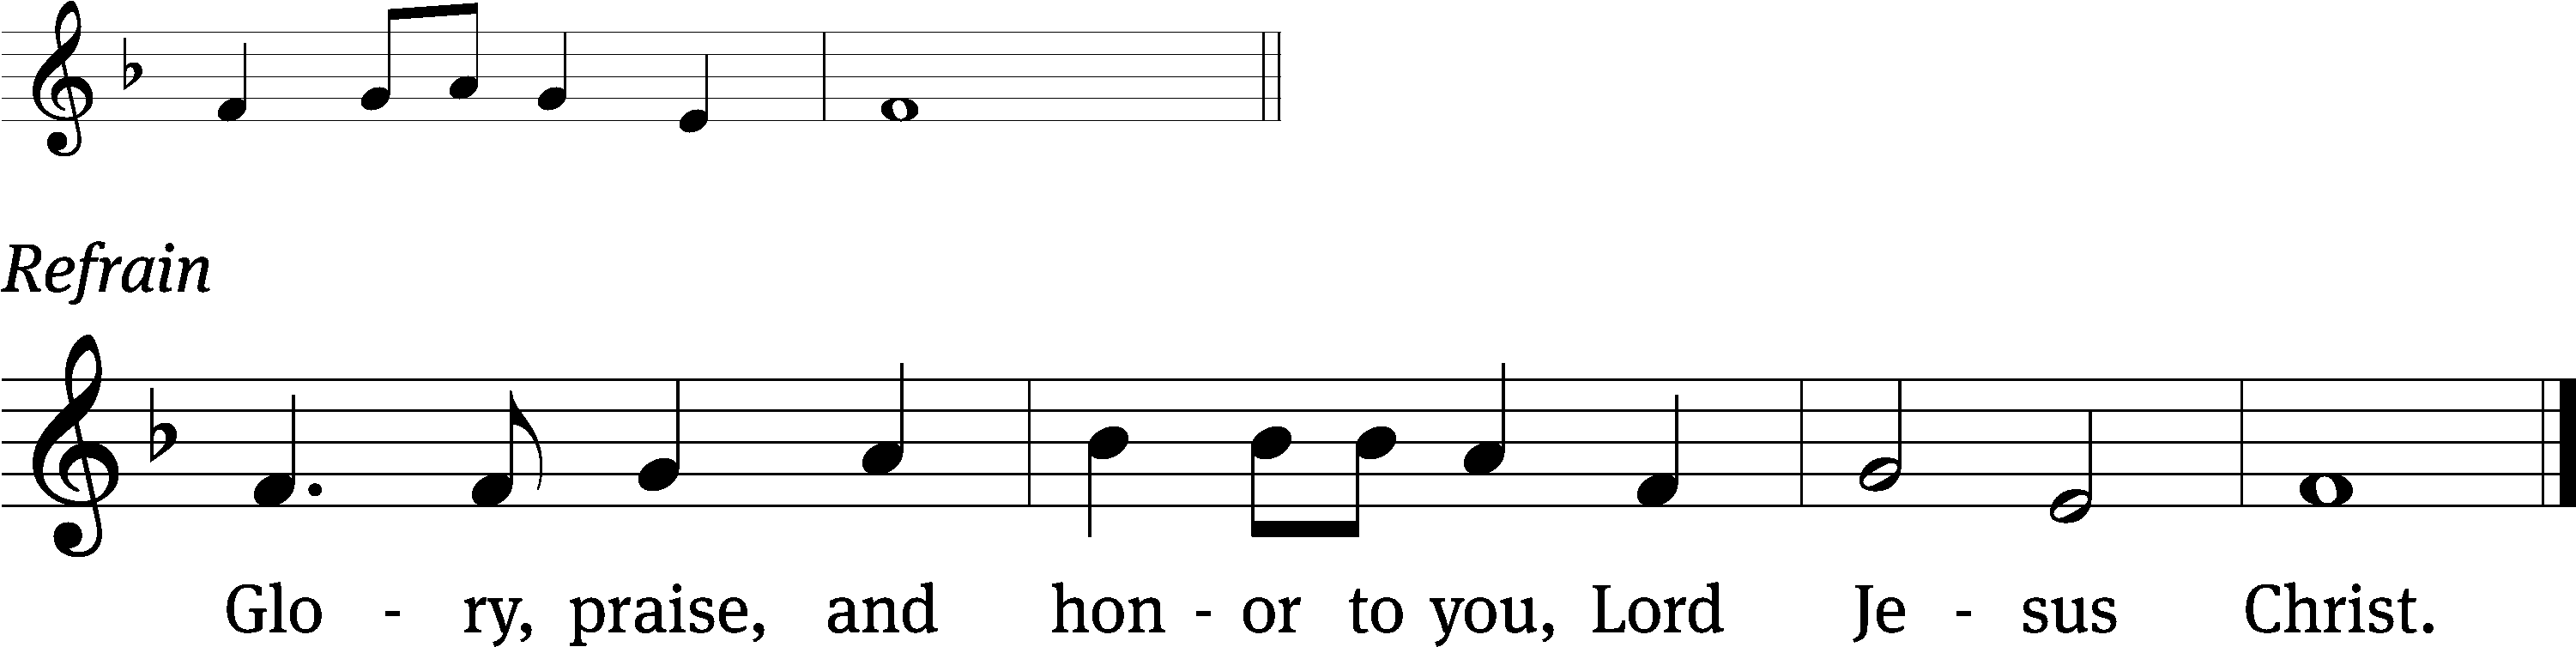 Refrain
Glo - ry, praise, and hon - or to you, Lord Je - sus Christ.